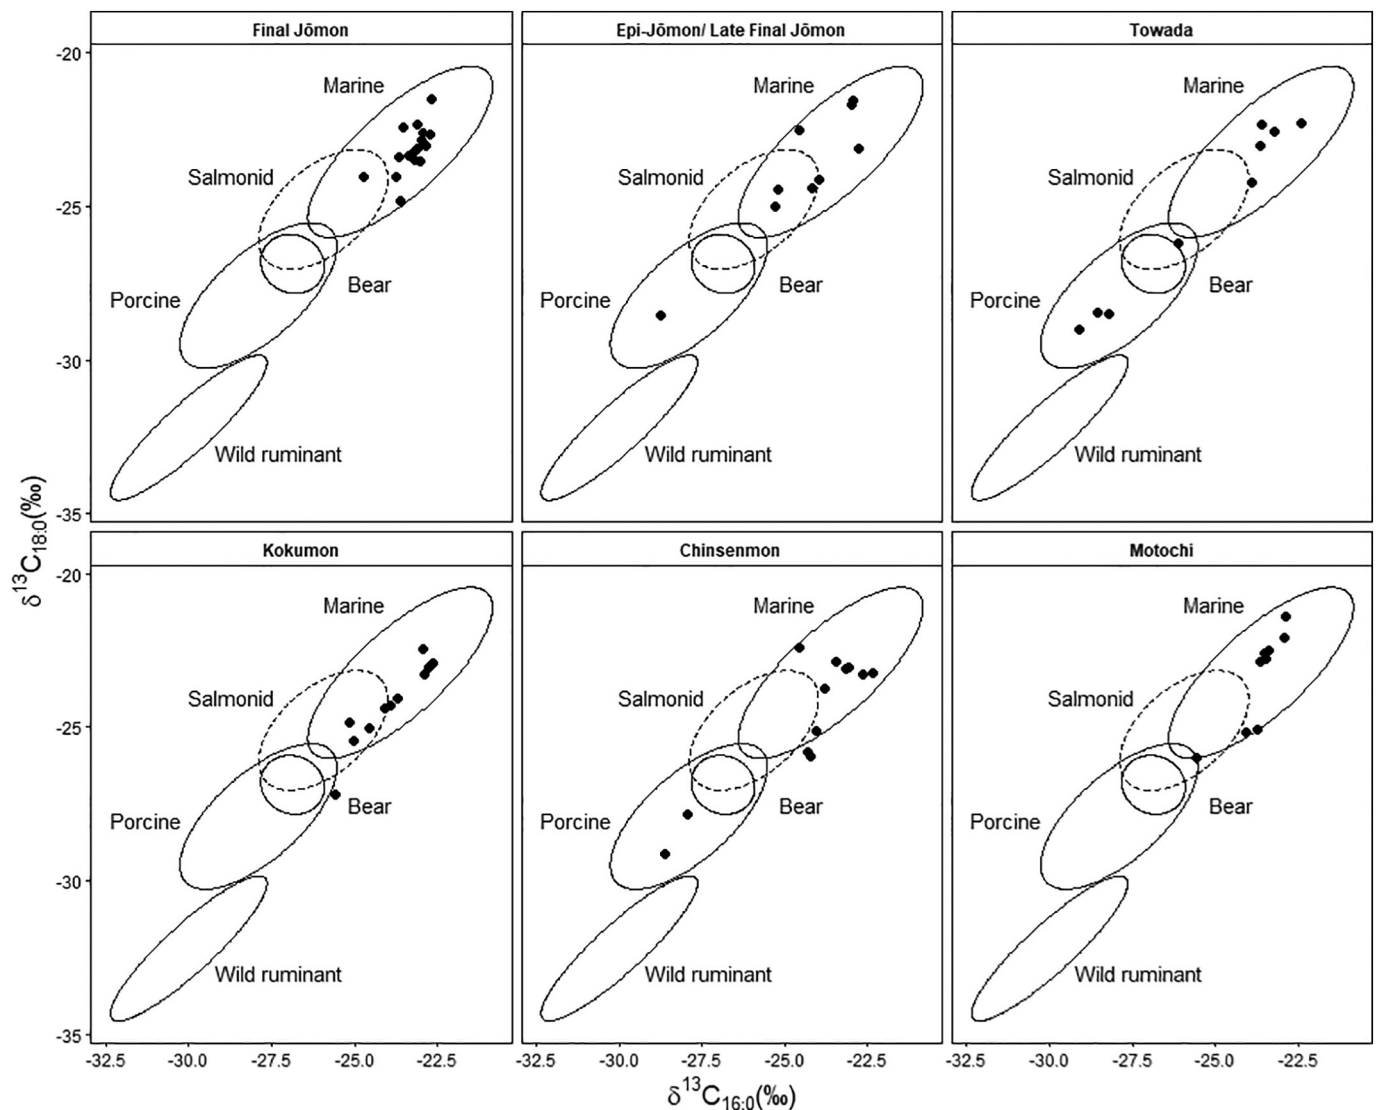 Final Jōmon
Epi-Jōmon/ Late Final Jōmon
Towada
-20
-25
-30
-35
Marine
Salmonid
Porcine
Bear
Wild ruminant
Marine
Salmonid
Porcine
Bear
Wild ruminant
Marine
Salmonid
Porcine
Bear
Wild ruminant
δ¹³C₁₈:₀(‰)
Kokumon
Chinsenmon
Motochi
-20
-25
-30
-35
Marine
Salmonid
Porcine
Bear
Wild ruminant
Marine
Salmonid
Porcine
Bear
Wild ruminant
Marine
Salmonid
Porcine
Bear
Wild ruminant
-32.5 -30.0 -27.5 -25.0 -22.5
-32.5 -30.0 -27.5 -25.0 -22.5
-32.5 -30.0 -27.5 -25.0 -22.5
δ¹³C₁₆:₀(‰)